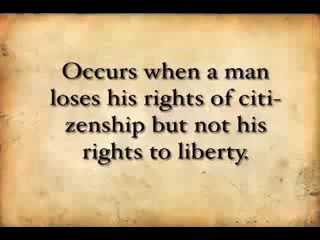 Occurs when a man
loses his rights of citi-
zenship but not his
rights to liberty.